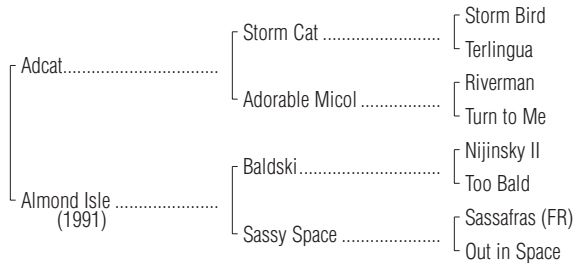 Storm Bird
Storm Cat ........................
Terlingua
Adcat................................
Riverman
Adorable Micol ................
Turn to Me
Nijinsky II
Baldski.............................
Too Bald
Almond Isle .....................
(1991)
Sassafras (FR)
Sassy Space ....................
Out in Space